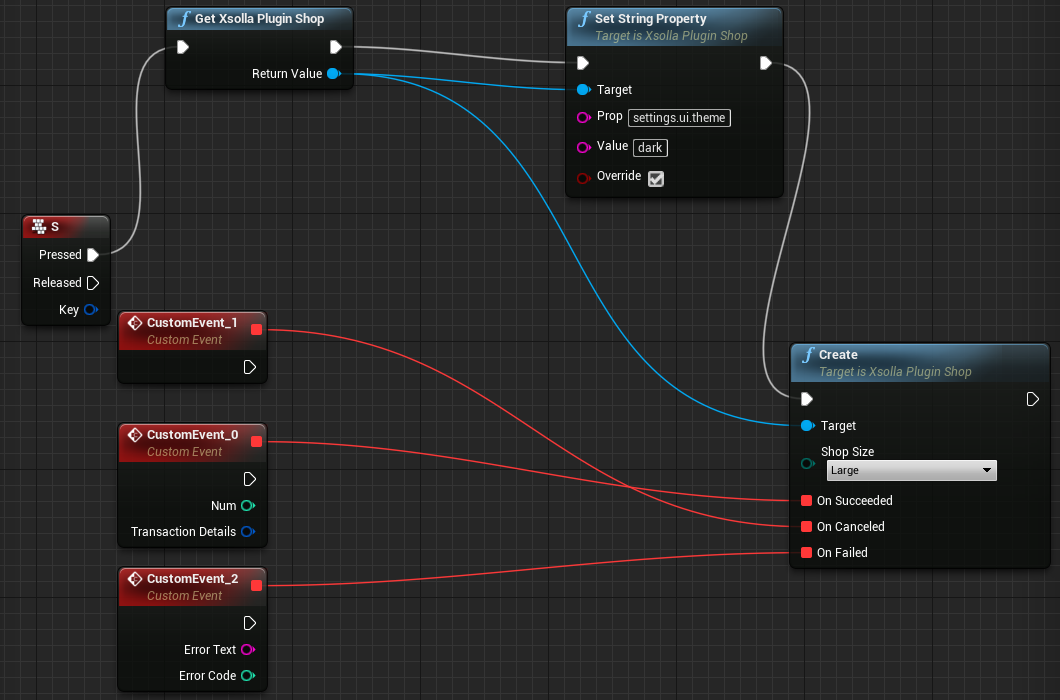 Get Xsolla Plugin Shop
Return Value
Set String Property
Target is Xsolla Plugin Shop
Target
Prop settings.ui.theme
Value dark
Override
S
Pressed
Released
Key
CustomEvent_1
Custom Event
CustomEvent_0
Custom Event
Num
Transaction Details
CustomEvent_2
Custom Event
Error Text
Error Code
Create
Target is Xsolla Plugin Shop
Target
Shop Size
Large
On Succeeded
On Canceled
On Failed